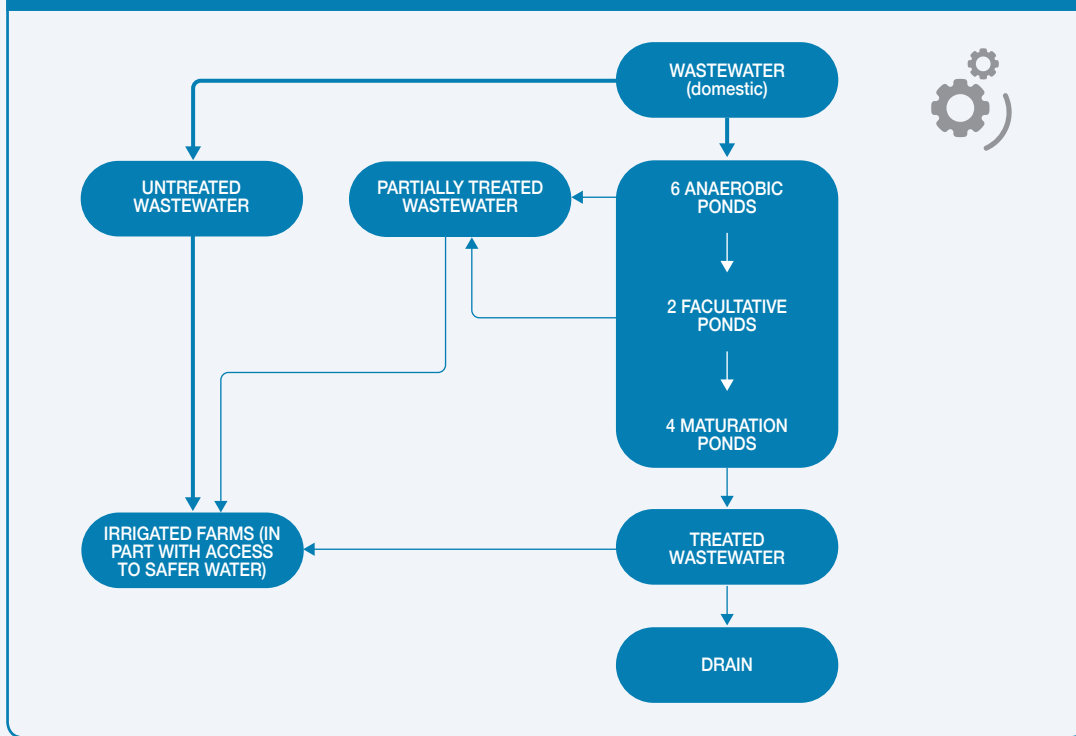 WASTEWATER
(domestic)
UNTREATED
WASTEWATER
PARTIALLY TREATED
WASTEWATER
6 ANAEROBIC
PONDS
2 FACULTATIVE
PONDS
4 MATURATION
PONDS
IRRIGATED FARMS (IN
PART WITH ACCESS
TO SAFER WATER)
TREATED
WASTEWATER
DRAIN